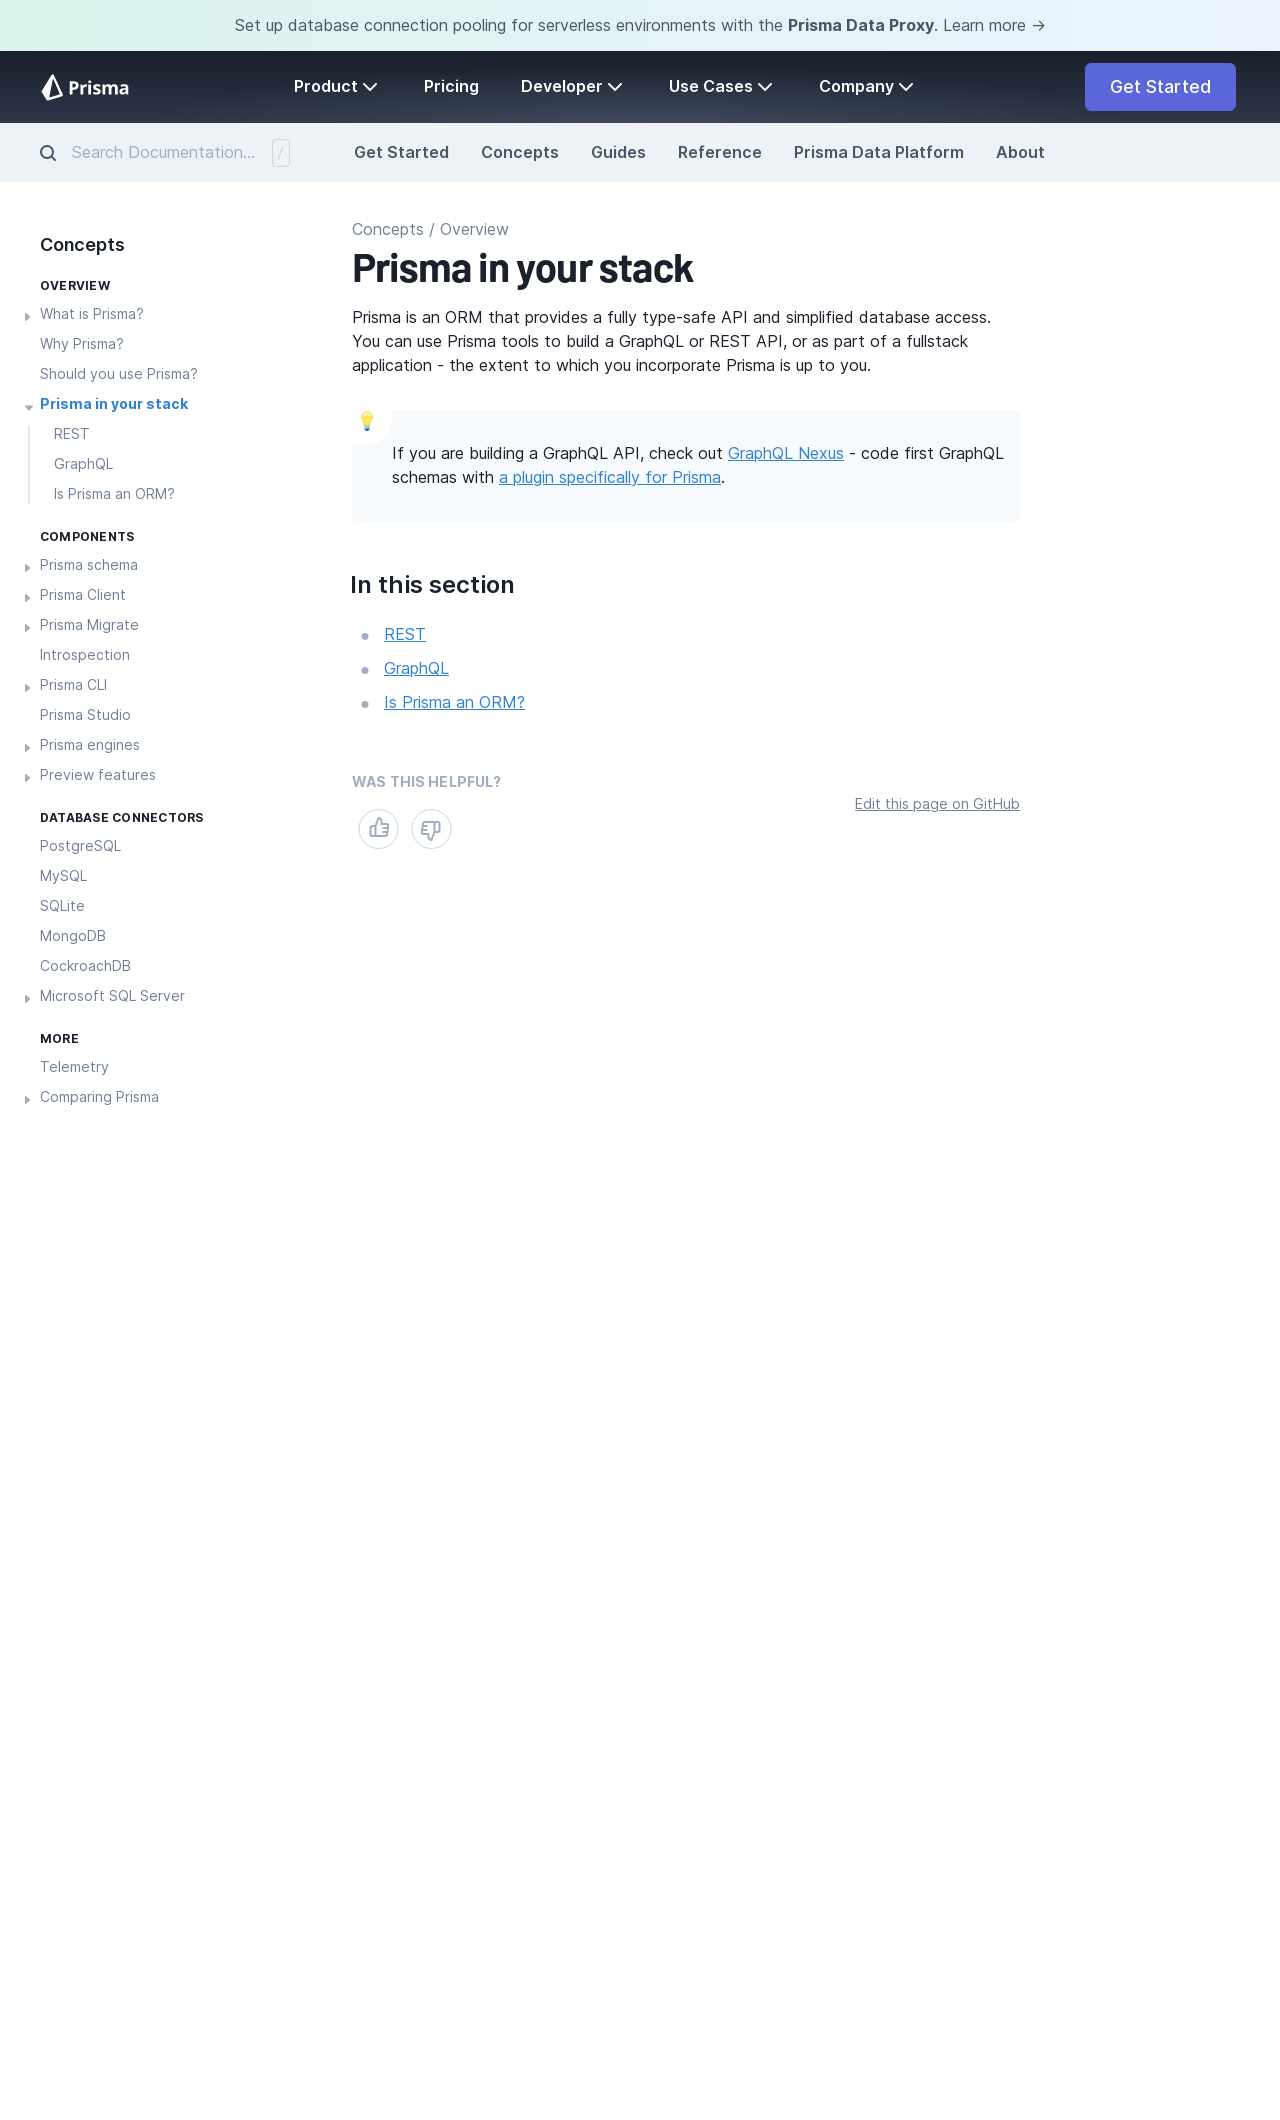 Set up database connection pooling for serverless environments with the Prisma Data Proxy. Learn more →
Prisma
Product
Pricing
Developer
Use Cases
Company
Get Started
Search Documentation...
/
Get Started
Concepts
Guides
Reference
Prisma Data Platform
About
Concepts
OVERVIEW
What is Prisma?
Why Prisma?
Should you use Prisma?
Prisma in your stack
REST
GraphQL
Is Prisma an ORM?
COMPONENTS
Prisma schema
Prisma Client
Prisma Migrate
Introspection
Prisma CLI
Prisma Studio
Prisma engines
Preview features
DATABASE CONNECTORS
PostgreSQL
MySQL
SQLite
MongoDB
CockroachDB
Microsoft SQL Server
MORE
Telemetry
Comparing Prisma
Concepts / Overview
Prisma in your stack
Prisma is an ORM that provides a fully type-safe API and simplified database access.
You can use Prisma tools to build a GraphQL or REST API, or as part of a fullstack
application - the extent to which you incorporate Prisma is up to you.
If you are building a GraphQL API, check out GraphQL Nexus - code first GraphQL
schemas with a plugin specifically for Prisma.
In this section
REST
GraphQL
Is Prisma an ORM?
WAS THIS HELPFUL?
Edit this page on GitHub